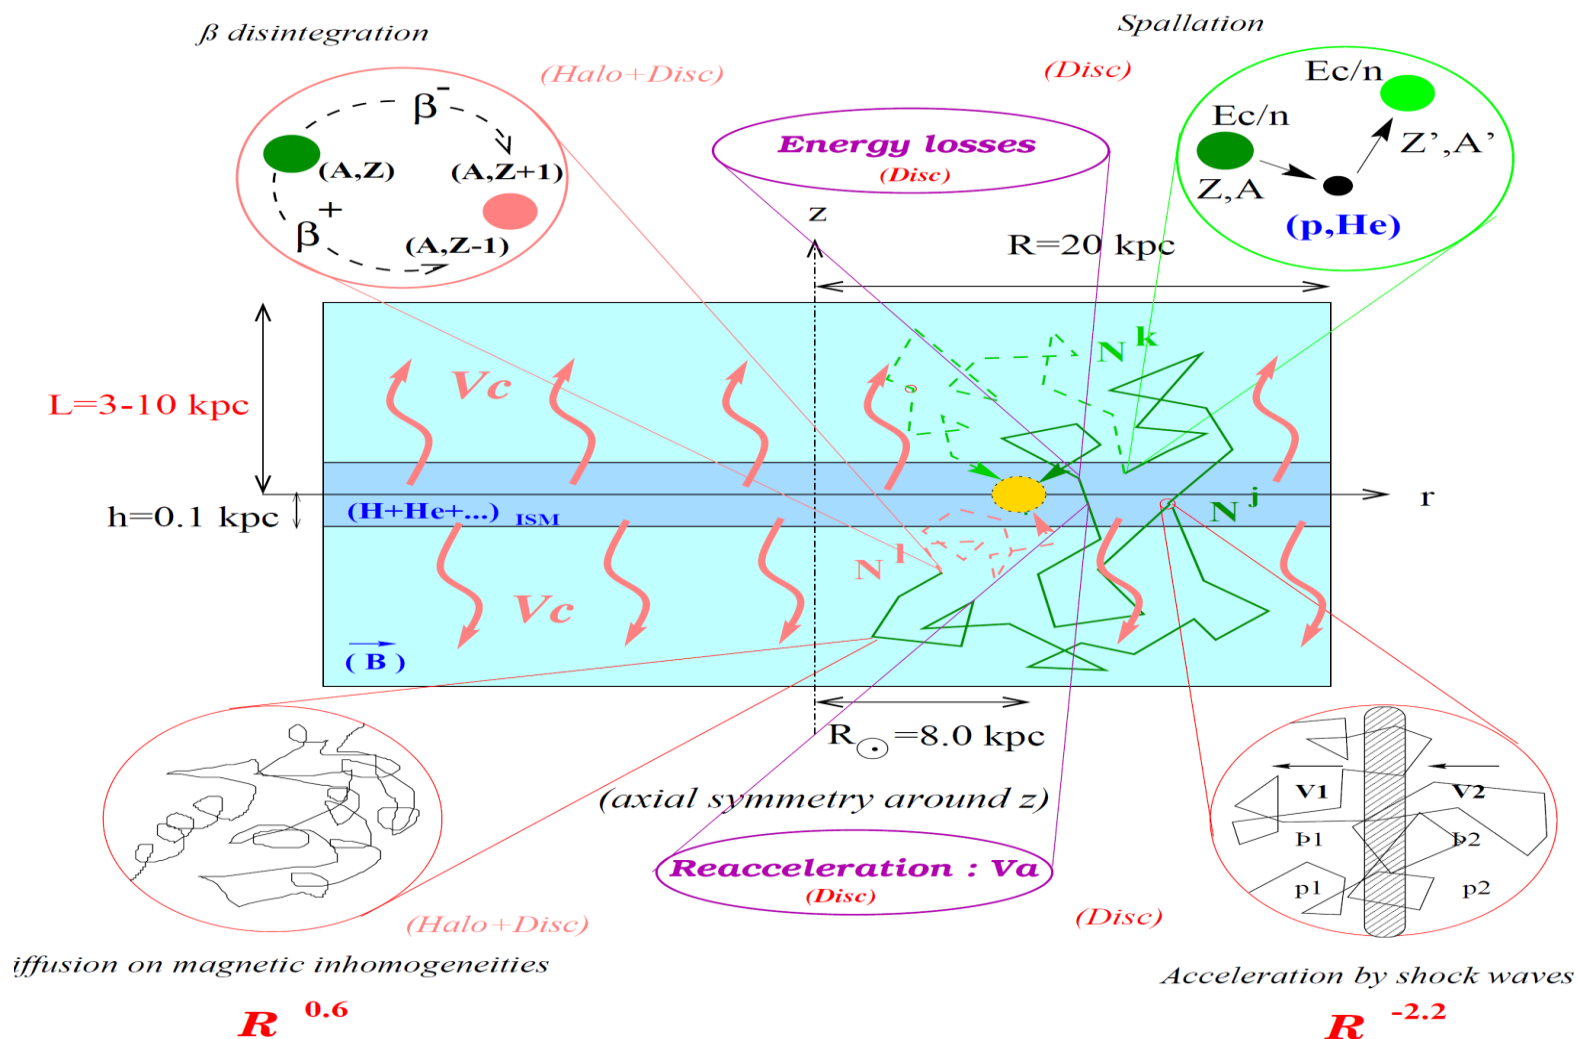 β disintegration
Spallation
(Halo+Disc)
(Disc)
β-
(A,Z)
(A,Z+1)
β+
(A,Z-1)
Energy losses
(Disc)
Ec/n
Ec/n
Z,A
Z’,A’
(p,He)
z
R=20 kpc
Vc
N k
L=3-10 kpc
h=0.1 kpc
(H+He+...) ISM
N j
r
N l
Vc
(B)
R☉=8.0 kpc
(axial symmetry around z)
V1
V2
Þ1
Þ2
p1
p2
Reacceleration : Va
(Disc)
(Halo+Disc)
(Disc)
iffusion on magnetic inhomogeneities
Acceleration by shock waves
R 0.6
R -2.2